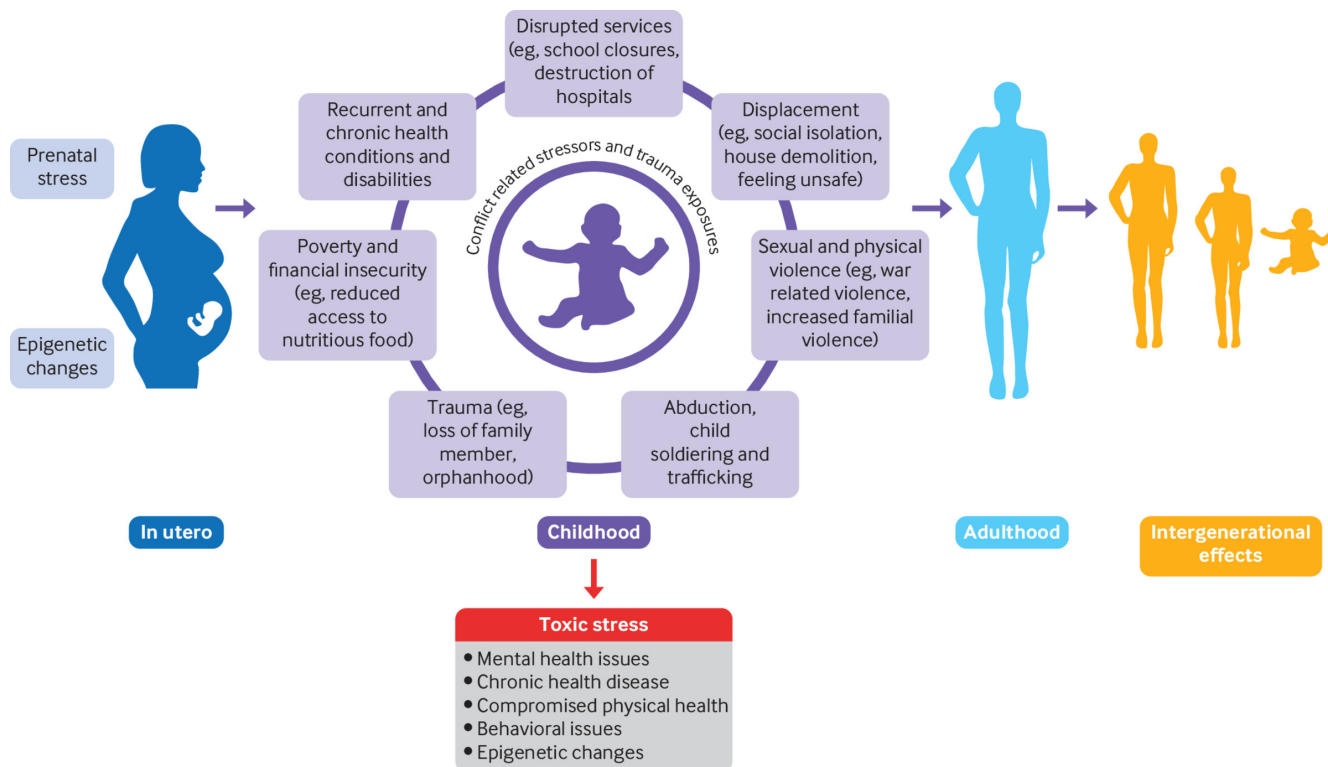 Prenatal
stress
Epigenetic
changes
In utero
Disrupted services
(eg, school closures,
destruction of
hospitals
Recurrent and
chronic health
conditions and
disabilities
Displacement
(eg, social isolation,
house demolition,
feeling unsafe)
Conflict related stressors and trauma exposures
Poverty and
financial insecurity
(eg, reduced
access to
nutritious food)
Sexual and physical
violence (eg, war
related violence,
increased familial
violence)
Trauma (eg,
loss of family
member,
orphanhood)
Abduction,
child
soldiering and
trafficking
Childhood
Toxic stress
• Mental health issues
• Chronic health disease
• Compromised physical health
• Behavioral issues
• Epigenetic changes
Adulthood
Intergenerational
effects